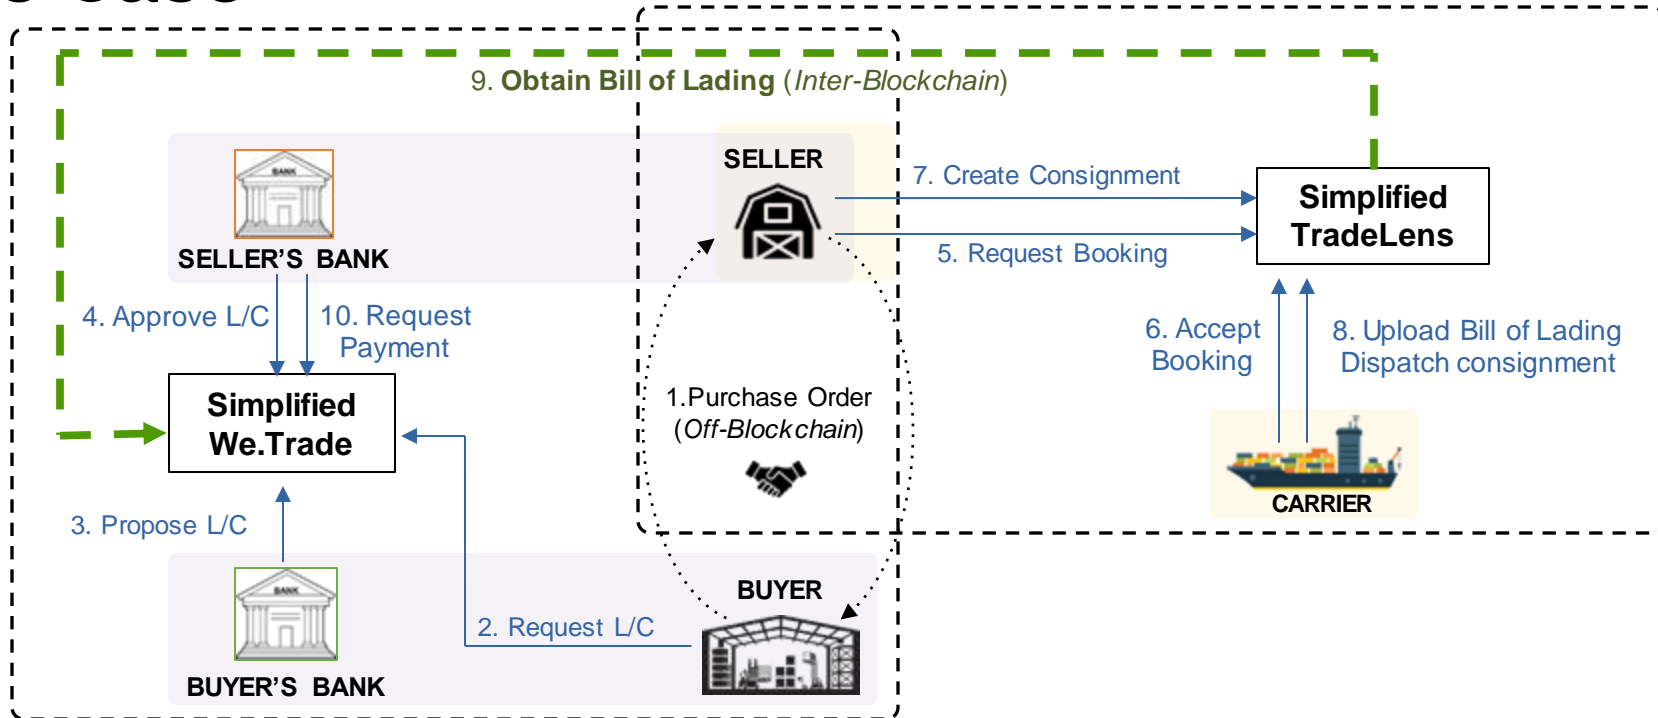 9. Obtain Bill of Lading (Inter-Blockchain)
BANK
SELLER'S BANK
SELLER
7. Create Consignment
5. Request Booking
Simplified
TradeLens
4. Approve L/C
10. Request
Payment
6. Accept
Booking
8. Upload Bill of Lading
Dispatch consignment
Simplified
We.Trade
1.Purchase Order
(Off-Blockchain)
CARRIER
3. Propose L/C
2. Request L/C
BANK
BUYER'S BANK
BUYER